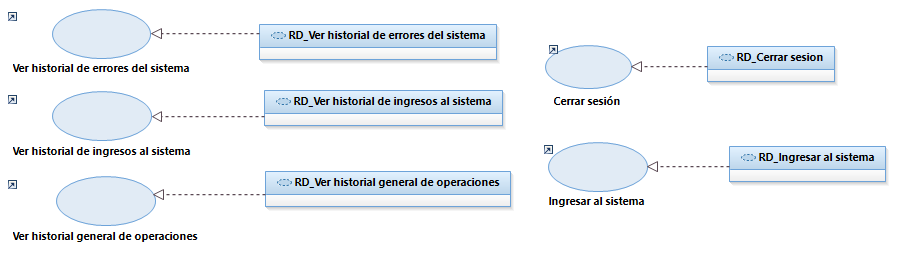 RD_Ver historial de errores del sistema
Ver historial de errores del sistema
RD_Ver historial de ingresos al sistema
Ver historial de ingresos al sistema
RD_Ver historial general de operaciones
Ver historial general de operaciones
RD_Cerrar sesion
Cerrar sesión
RD_Ingresar al sistema
Ingresar al sistema